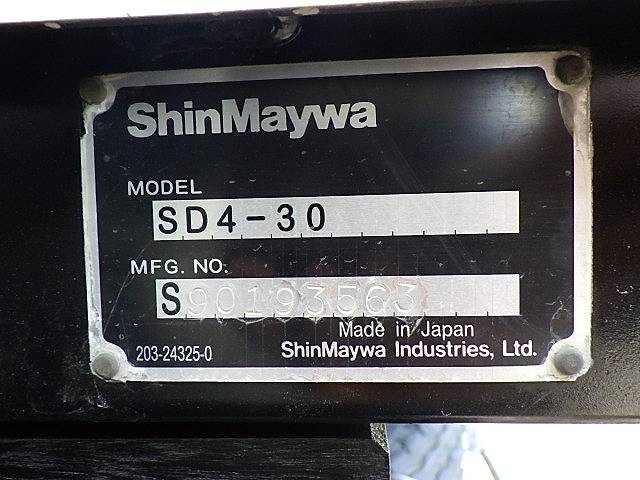 ShinMaywa
MODEL
SD4-30
MFG. NO.
S90193563
Made in Japan
203-24325-0 ShinMaywa Industries, Ltd.